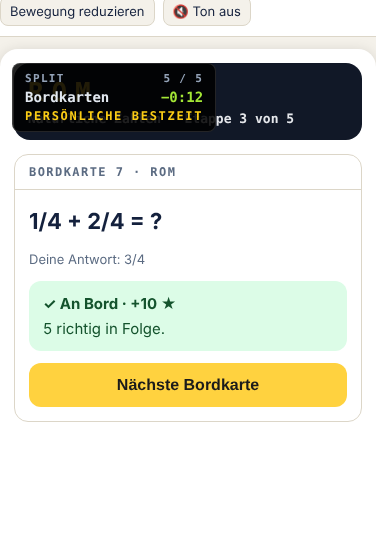 Bewegung reduzieren
🔇 Ton aus
SPLIT 5 / 5
Bordkarten −0:12
PERSÖNLICHE BESTZEIT
Etappe 3 von 5
BORDKARTE 7 · ROM
1/4 + 2/4 = ?
Deine Antwort: 3/4
✓ An Bord · +10 ★
5 richtig in Folge.
Nächste Bordkarte